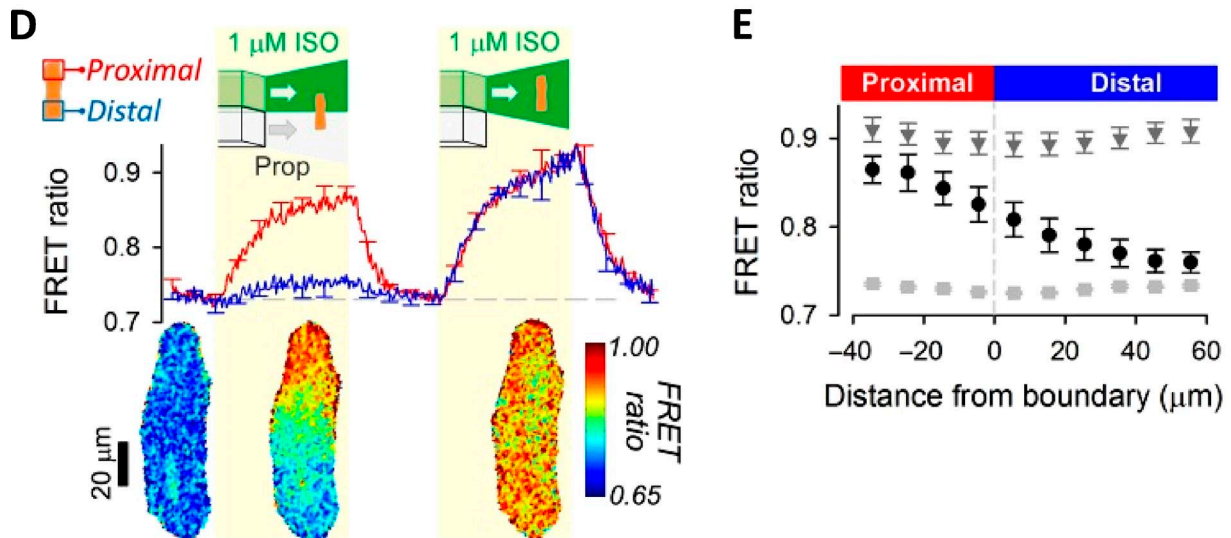 D
1 μM ISO
1 μM ISO
Proximal
Distal
Prop
FRET ratio
0.9
0.8
0.7
20 μm
1.00
0.65
FRET
ratio
E
Proximal
Distal
FRET ratio
0.9
0.8
0.7
−40
−20
0
20
40
60
Distance from boundary (μm)